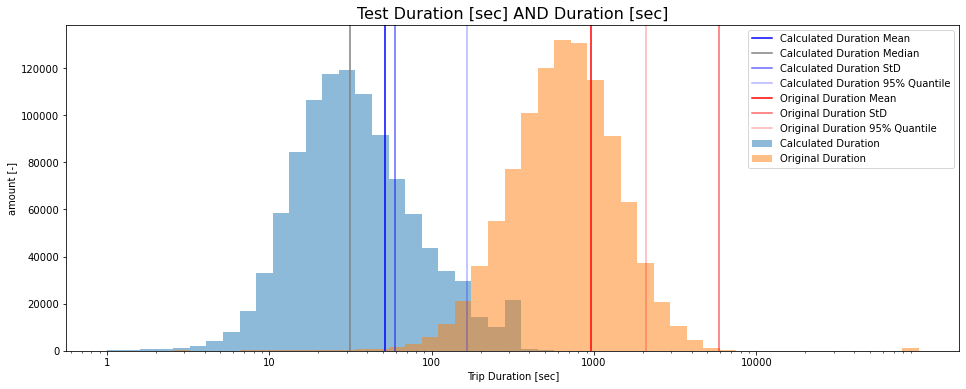 Test Duration [sec] AND Duration [sec]
amount [-]
120000
100000
80000
60000
40000
20000
0
Calculated Duration Mean
Calculated Duration Median
Calculated Duration StD
Calculated Duration 95% Quantile
Original Duration Mean
Original Duration StD
Original Duration 95% Quantile
Calculated Duration
Original Duration
1 10 100 1000 10000
Trip Duration [sec]